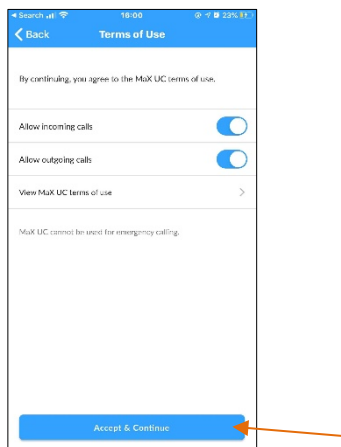 Search 16:00 23%
Back Terms of Use
By continuing, you agree to the MaX UC terms of use.
Allow incoming calls
Allow outgoing calls
View MaX UC terms of use
MaX UC cannot be used for emergency calling.
Accept & Continue